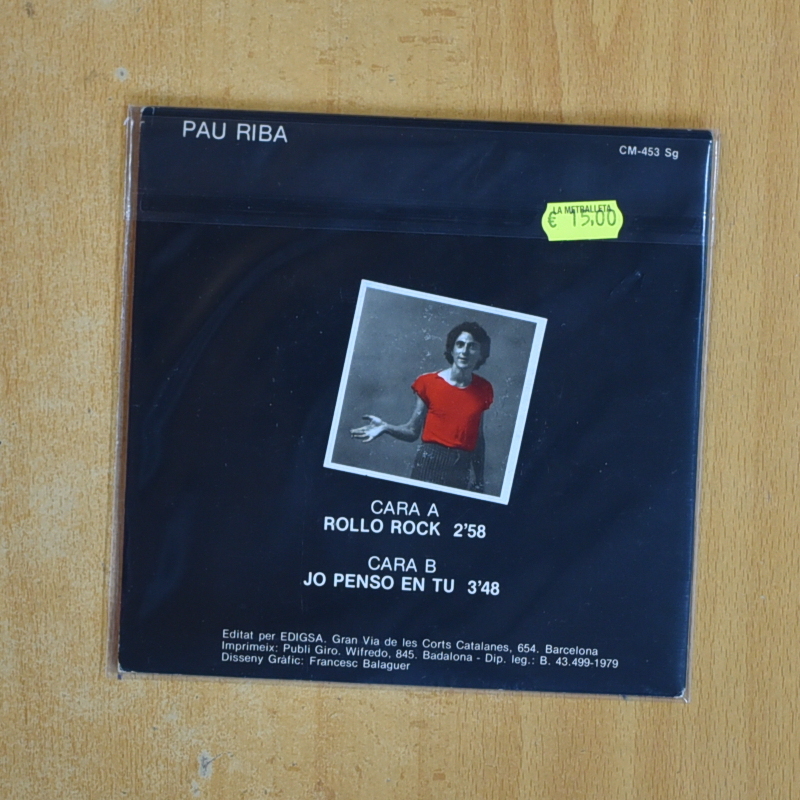 PAU RIBA
CM-453 Sg
LA METRALLETA
€ 15,00
CARA A
ROLLO ROCK 2'58
CARA B
JO PENSO EN TU 3'48
Editat per EDIGSA. Gran Via de les Corts Catalanes, 654. Barcelona
Imprimeix: Publi Giro. Wifredo, 845. Badalona - Dip. leg.: B. 43.499-1979
Disseny Gràfic: Francesc Balaguer